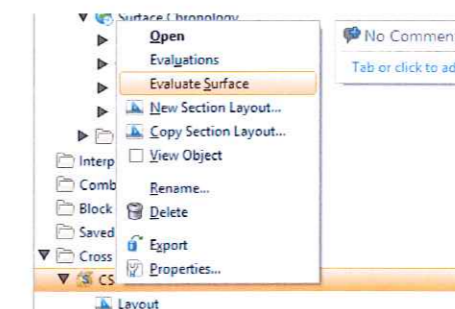 Surface Chronology
Open
No Commen
Evaluations
Tab or click to ad
Evaluate Surface
New Section Layout...
Copy Section Layout...
Interp
View Object
Comb
Rename...
Block
Delete
Saved
Export
Cross
Properties...
CS
Layout